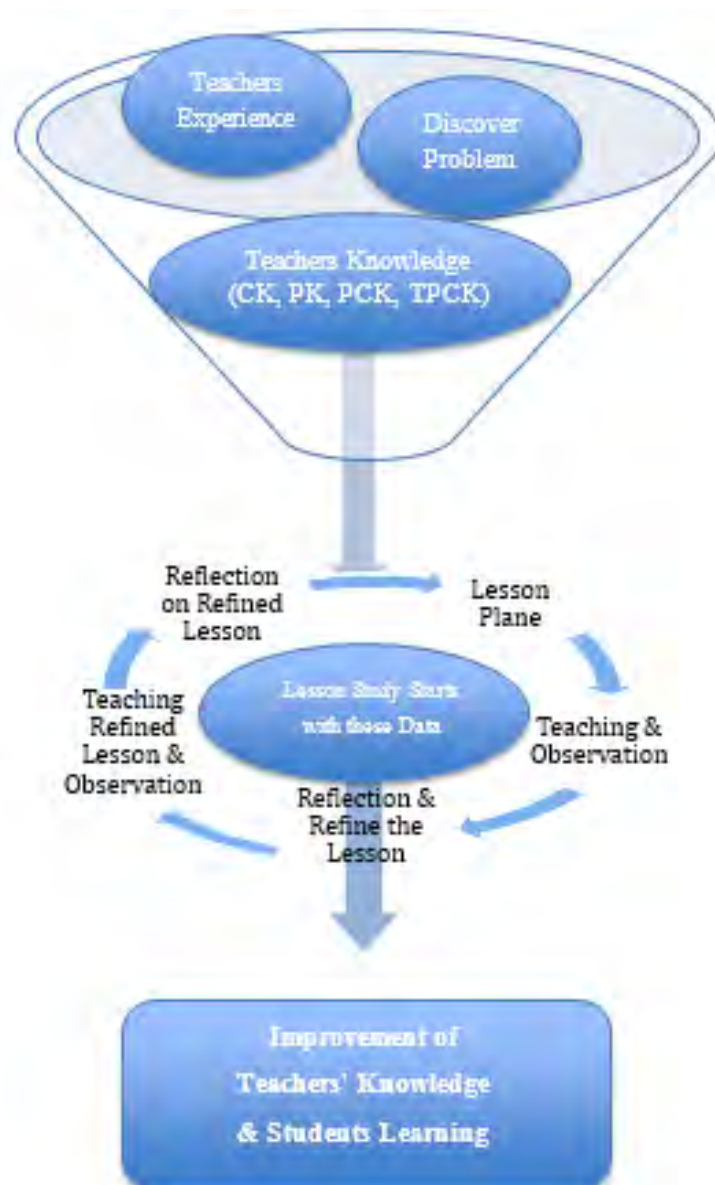 Teachers
Experience
Discover
Problem
Teachers Knowledge
(CK, PK, PCK, TPCK)
Reflection
on Refined
Lesson
Lesson
Plane
Lesson Study Starts
with these Data
Teaching
Refined
Lesson &
Observation
Teaching &
Observation
Reflection &
Refine the
Lesson
Improvement of
Teachers' Knowledge
& Students Learning